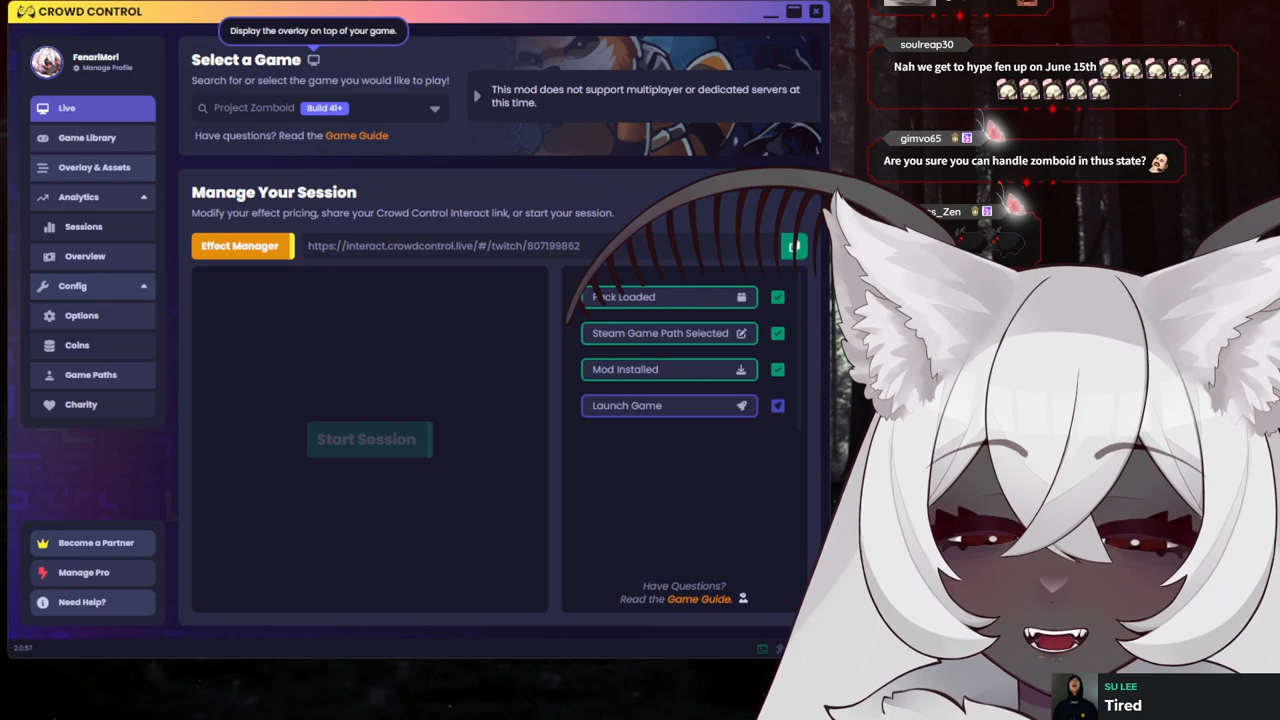 CROWD CONTROL
Display the overlay on top of your game.
FenariMori
Manage Profile
Live
Game Library
Overlay & Assets
Analytics
Sessions
Overview
Config
Options
Coins
Game Paths
Charity
Become a Partner
Manage Pro
Need Help?
2.0.57
Select a Game
Search for or select the game you would like to play!
Project Zomboid Build 41+
Have questions? Read the Game Guide
This mod does not support multiplayer or dedicated servers at
this time.
Manage Your Session
Modify your effect pricing, share your Crowd Control Interact link, or start your session.
Effect Manager
https://interact.crowdcontrol.live/#/twitch/807199862
Start Session
Pack Loaded
Steam Game Path Selected
Mod Installed
Launch Game
Have Questions?
Read the Game Guide.
soulreap30
Nah we get to hype fen up on June 15th
gimvo65
Are you sure you can handle zomboid in thus state?
s_Zen
SU LEE
Tired